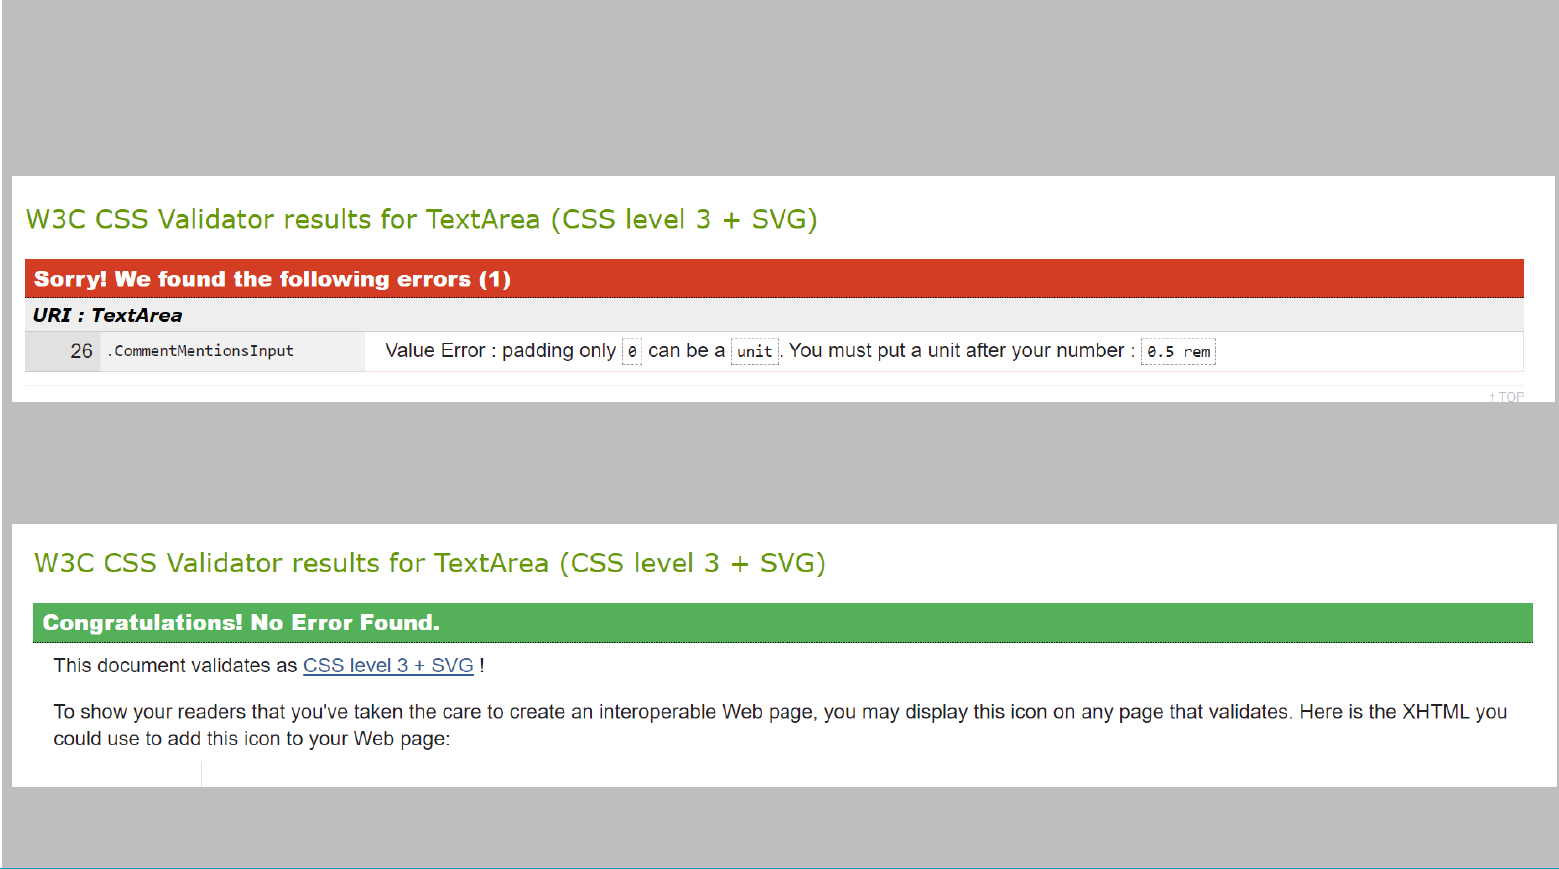 W3C CSS Validator results for TextArea (CSS level 3 + SVG)
Sorry! We found the following errors (1)
URI : TextArea
26 .CommentMentionsInput Value Error : padding only 0 can be a unit. You must put a unit after your number : 0.5 rem
↑ TOP
W3C CSS Validator results for TextArea (CSS level 3 + SVG)
Congratulations! No Error Found.
This document validates as CSS level 3 + SVG !
To show your readers that you've taken the care to create an interoperable Web page, you may display this icon on any page that validates. Here is the XHTML you
could use to add this icon to your Web page: